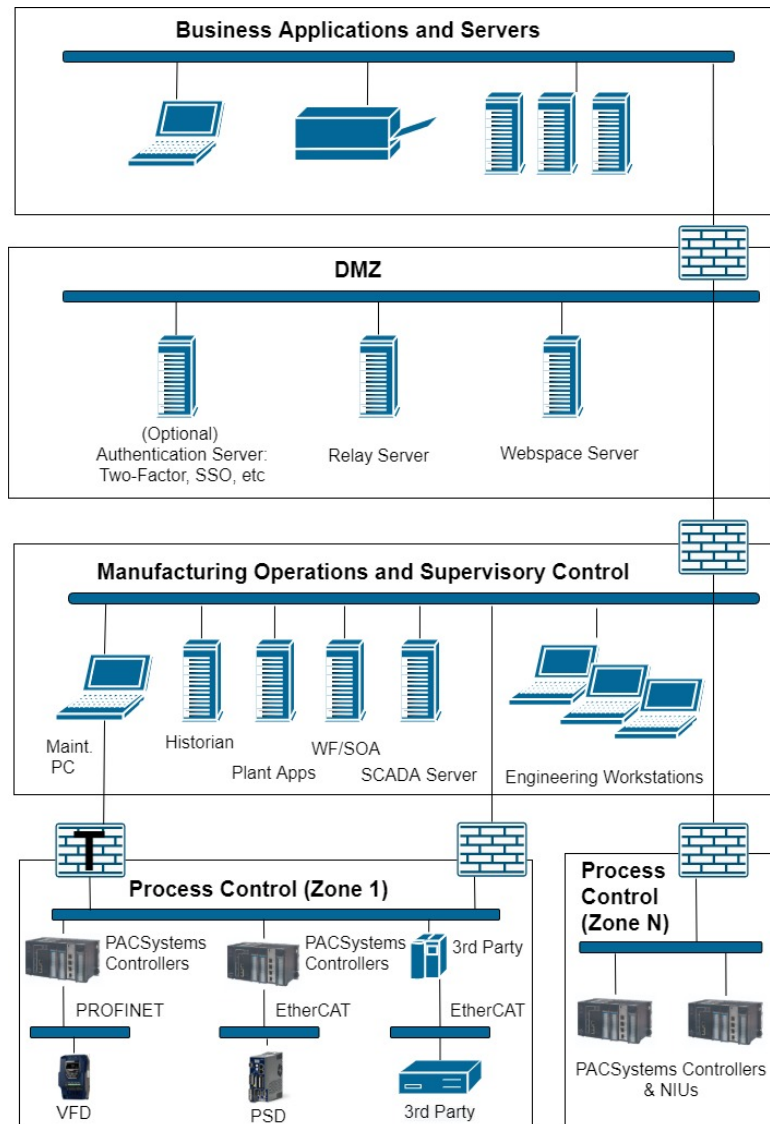 Business Applications and Servers
DMZ
(Optional)
Authentication Server:
Two-Factor, SSO, etc
Relay Server
Webspace Server
Manufacturing Operations and Supervisory Control
Maint.
PC
Historian
Plant Apps
WF/SOA
SCADA Server
Engineering Workstations
T
Process Control (Zone 1)
PACSystems
Controllers
PACSystems
Controllers
3rd Party
PROFINET
EtherCAT
EtherCAT
VFD
PSD
3rd Party
Process
Control
(Zone N)
PACSystems Controllers
& NIUs